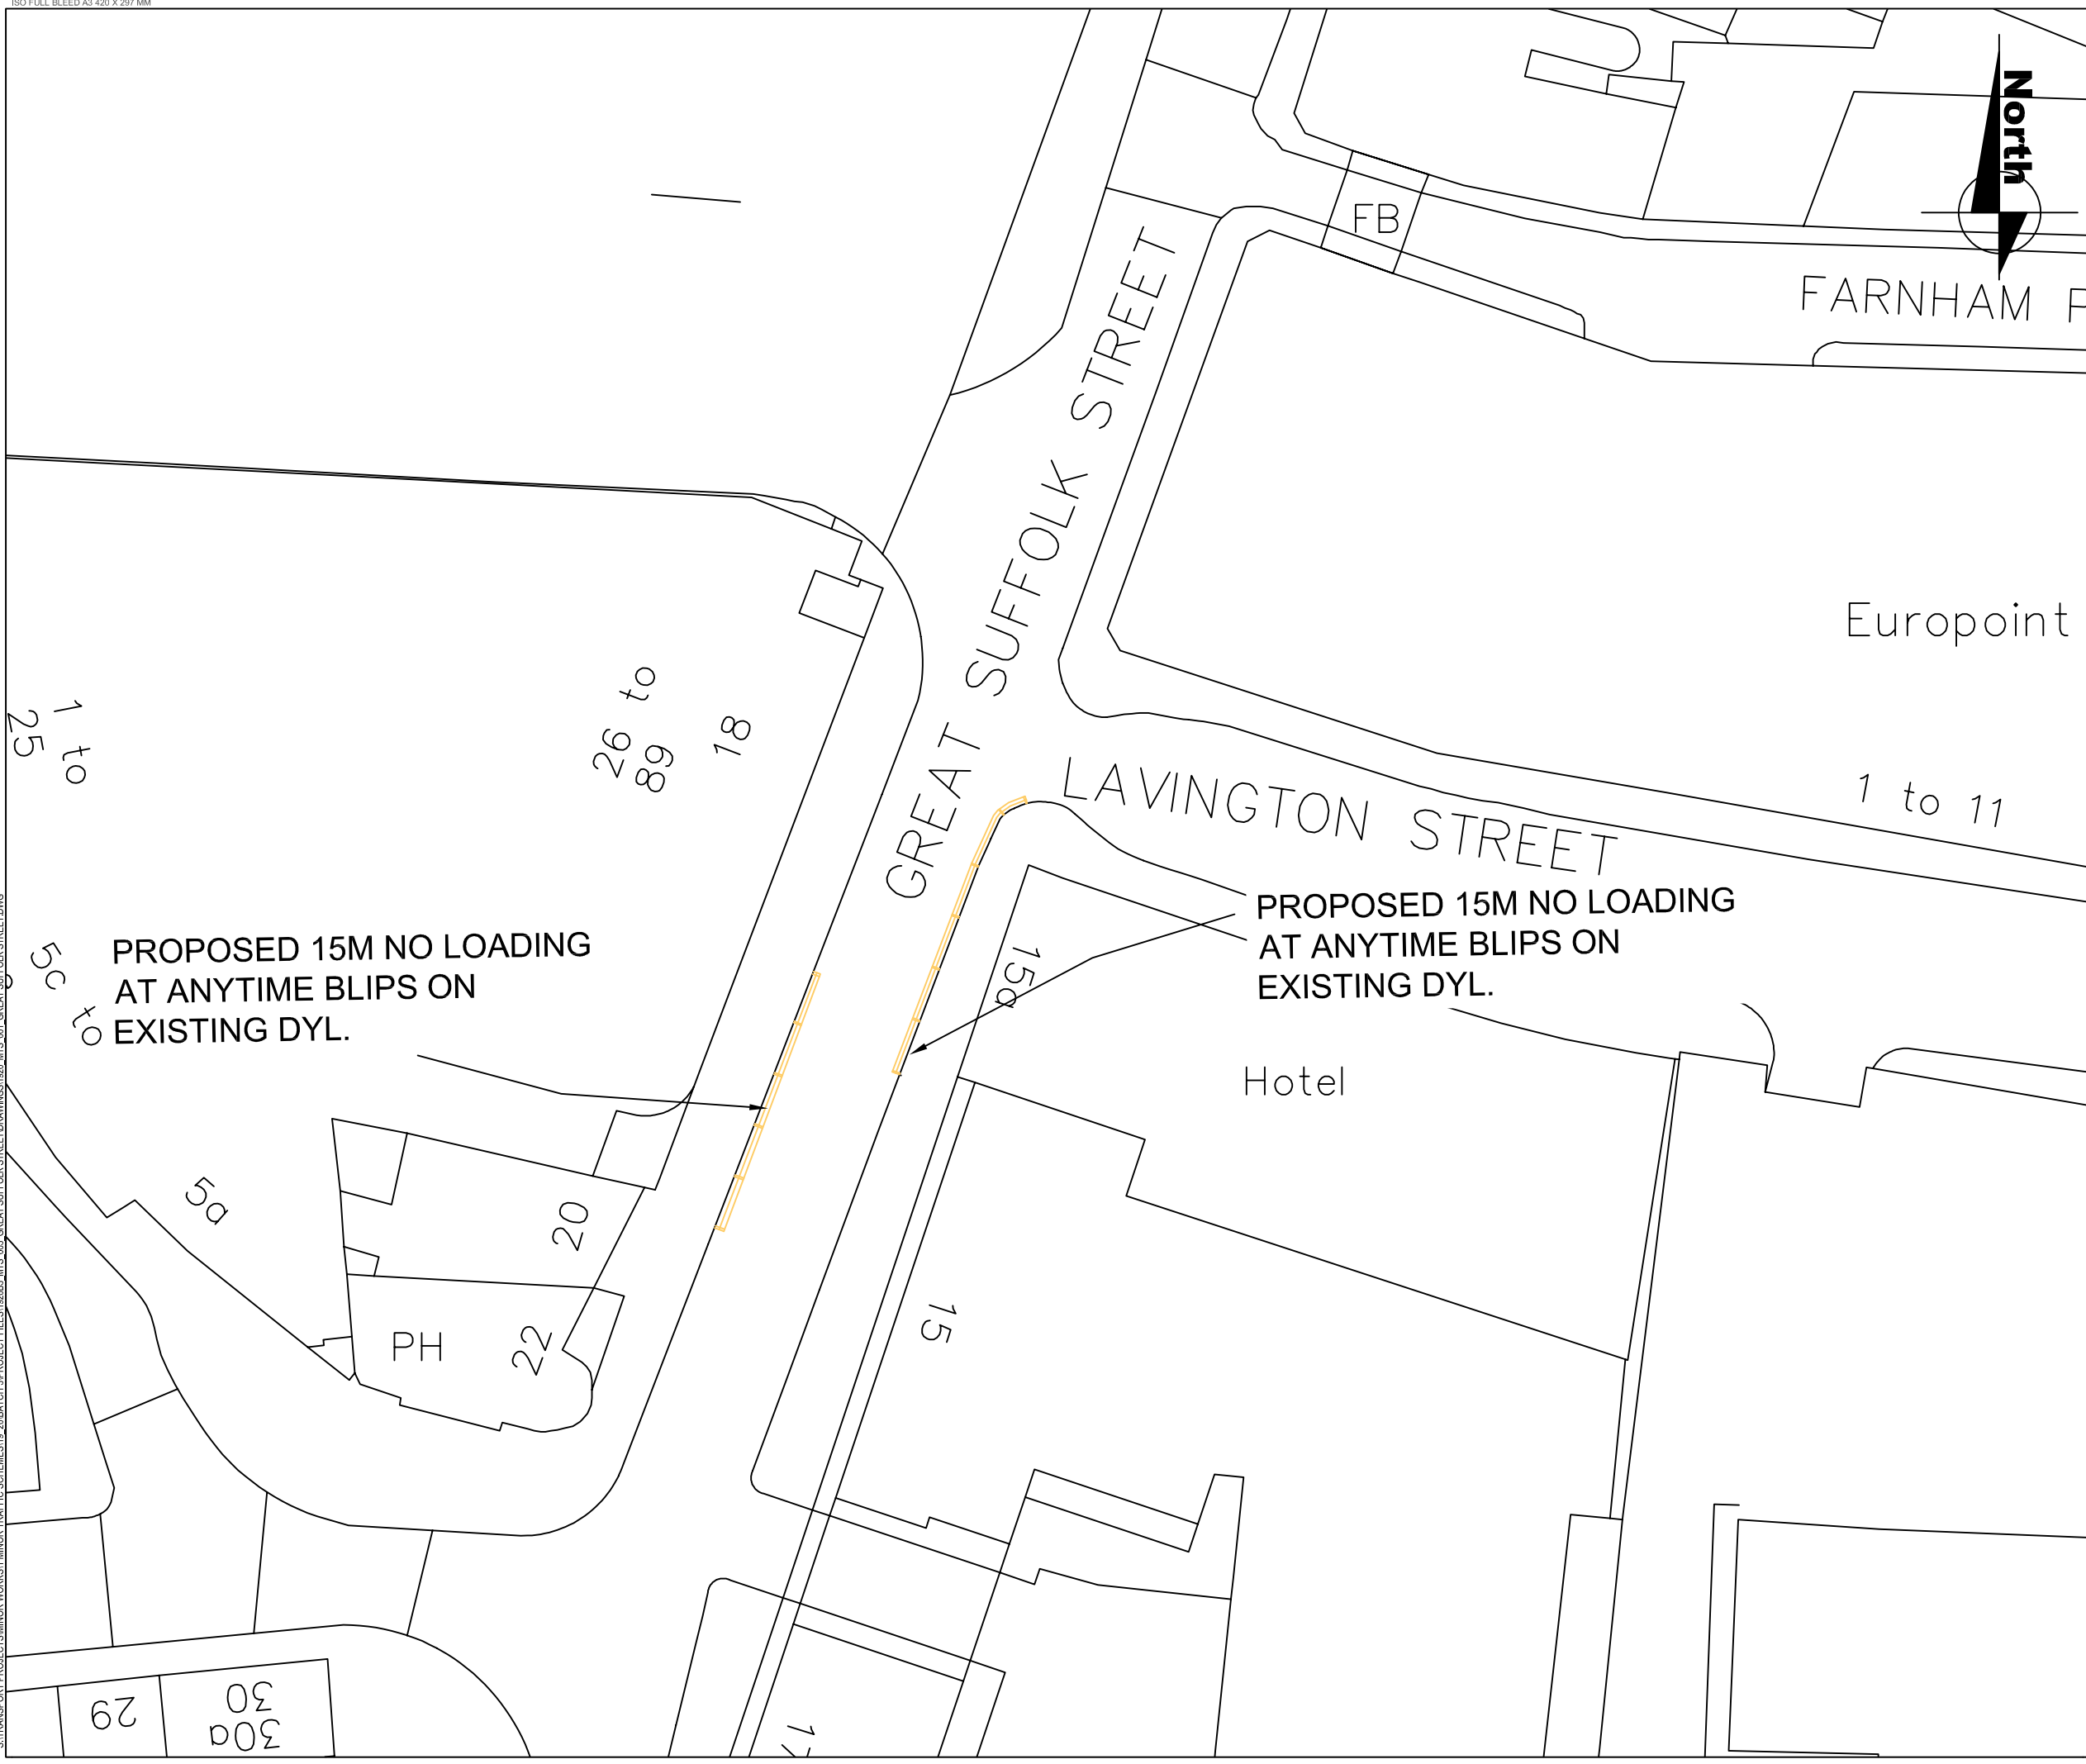 ISO FULL BLEED A3 420 X 297 MM
North
FB
FARNHAM
GREAT SUFFOLK STREET
Europoint
1 to
25
26 to
89
18
LAVINGTON STREET
1 to 11
PROPOSED 15M NO LOADING
AT ANYTIME BLIPS ON
EXISTING DYL.
PROPOSED 15M NO LOADING
AT ANYTIME BLIPS ON
EXISTING DYL.
5c to
15a
Hotel
5a
20
PH
22
15
29
30
30a